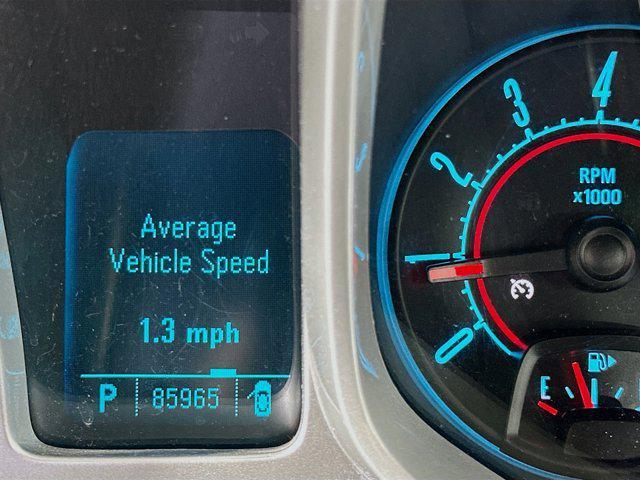 Average
Vehicle Speed
1.3 mph
P 85965
0
1
2
3
4
RPM
x1000
E